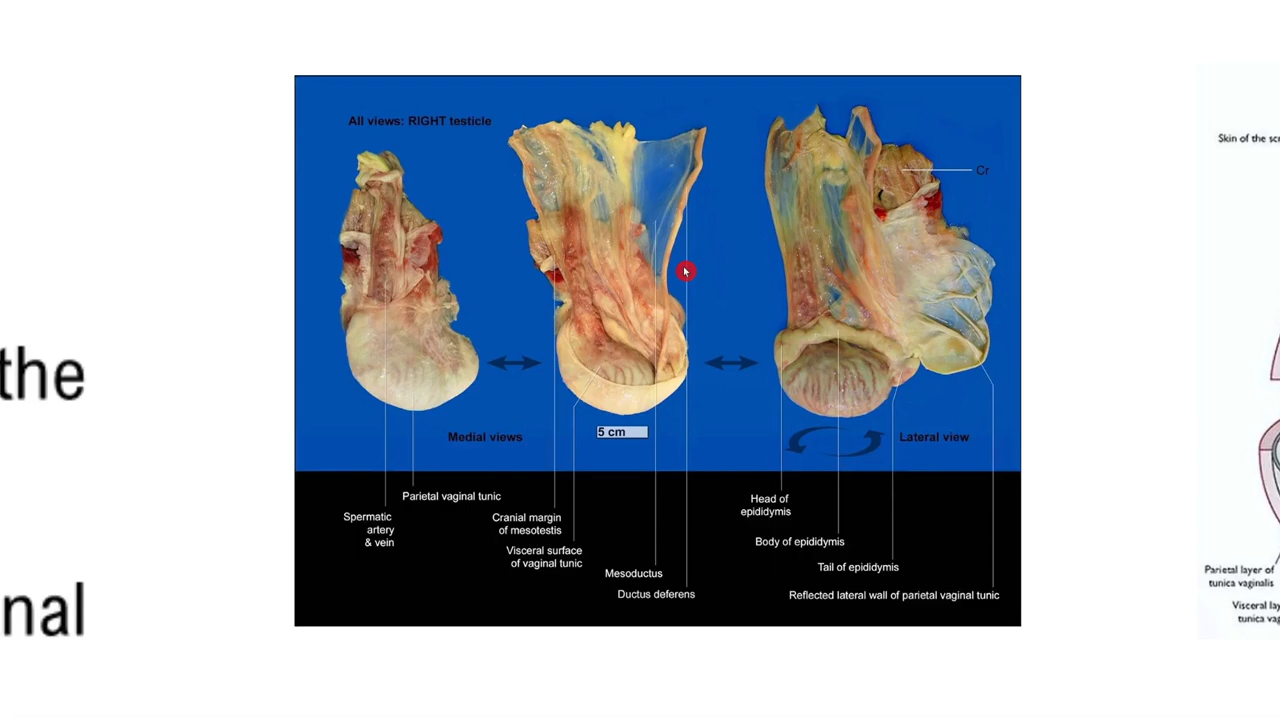 the
nal
All views: RIGHT testicle
Cr
5 cm
Medial views
Lateral view
Parietal vaginal tunic
Spermatic
artery
& vein
Cranial margin
of mesotestis
Visceral surface
of vaginal tunic
Mesoductus
Ductus deferens
Head of
epididymis
Body of epididymis
Tail of epididymis
Reflected lateral wall of parietal vaginal tunic
Skin of the
Parietal layer of
tunica vaginalis
Visceral
tunica